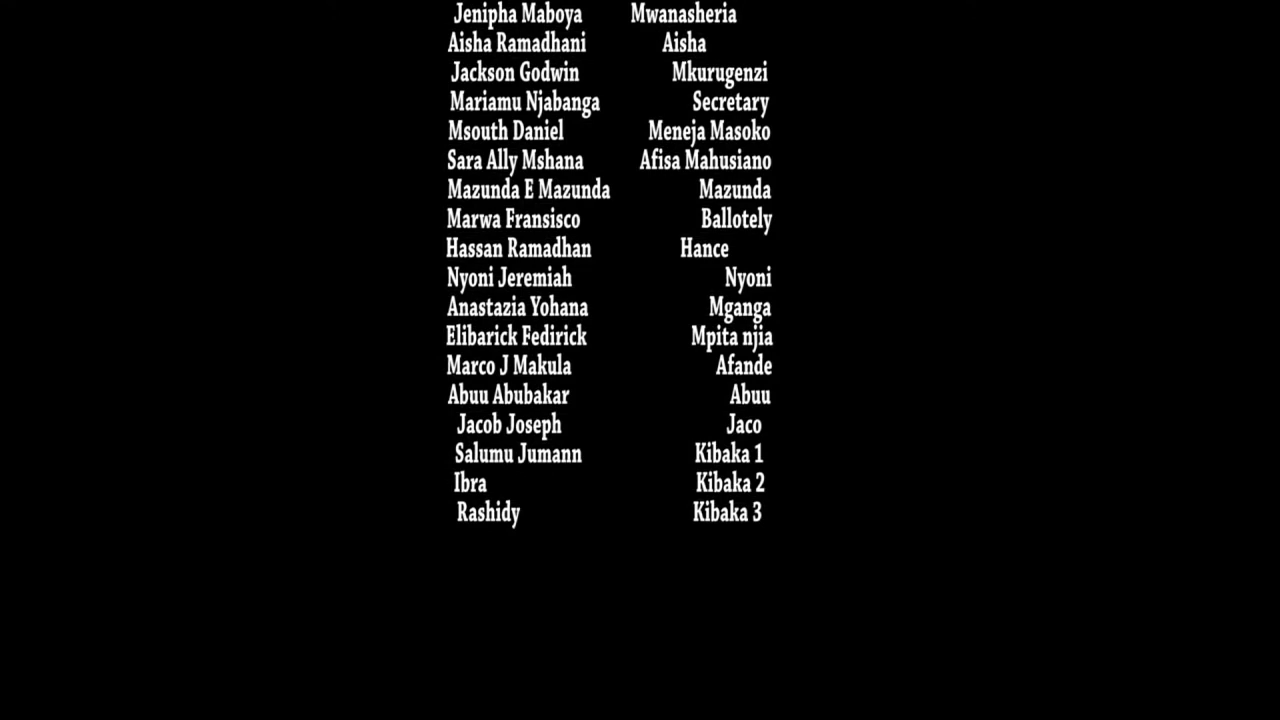 Jenipha Maboya Mwanasheria
Aisha Ramadhani Aisha
Jackson Godwin Mkurugenzi
Mariamu Njabanga Secretary
Msouth Daniel Meneja Masoko
Sara Ally Mshana Afisa Mahusiano
Mazunda E Mazunda Mazunda
Marwa Fransisco Ballotely
Hassan Ramadhan Hance
Nyoni Jeremiah Nyoni
Anastazia Yohana Mganga
Elibarick Fedirick Mpita njia
Marco J Makula Afande
Abuu Abubakar Abuu
Jacob Joseph Jaco
Salumu Jumann Kibaka 1
Ibra Kibaka 2
Rashidy Kibaka 3